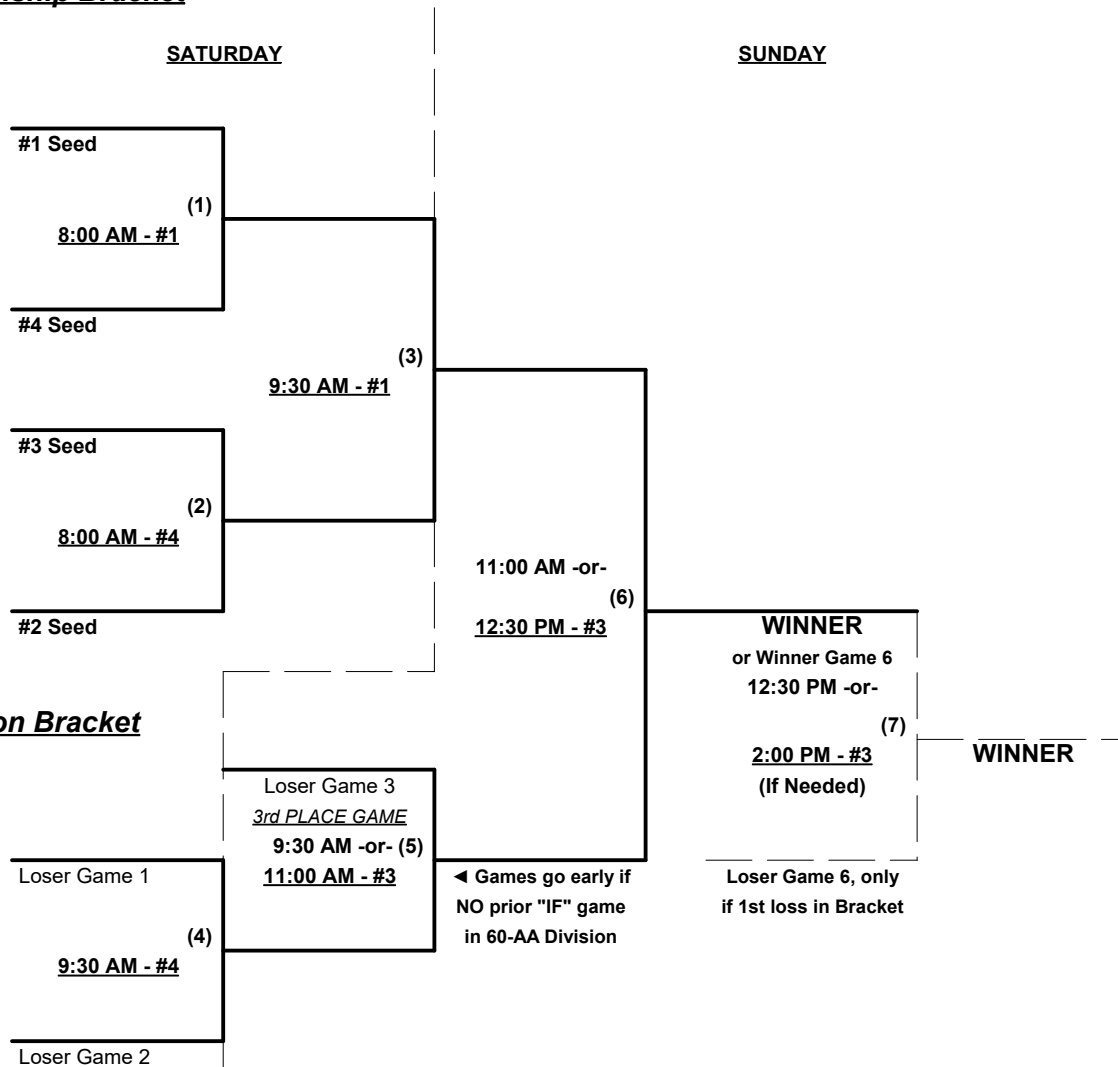 SATURDAY
SUNDAY
#1 Seed
(1)
8:00 AM - #1
#4 Seed
(3)
9:30 AM - #1
#3 Seed
(2)
8:00 AM - #4
#2 Seed
11:00 AM -or-
(6)
12:30 PM - #3
WINNER
or Winner Game 6
12:30 PM -or-
(7)
2:00 PM - #3
(If Needed)
WINNER
Bracket
Loser Game 3
3rd PLACE GAME
9:30 AM -or- (5)
11:00 AM - #3
Loser Game 1
◄ Games go early if
NO prior "IF" game
in 60-AA Division
Loser Game 6, only
if 1st loss in Bracket
(4)
9:30 AM - #4
Loser Game 2